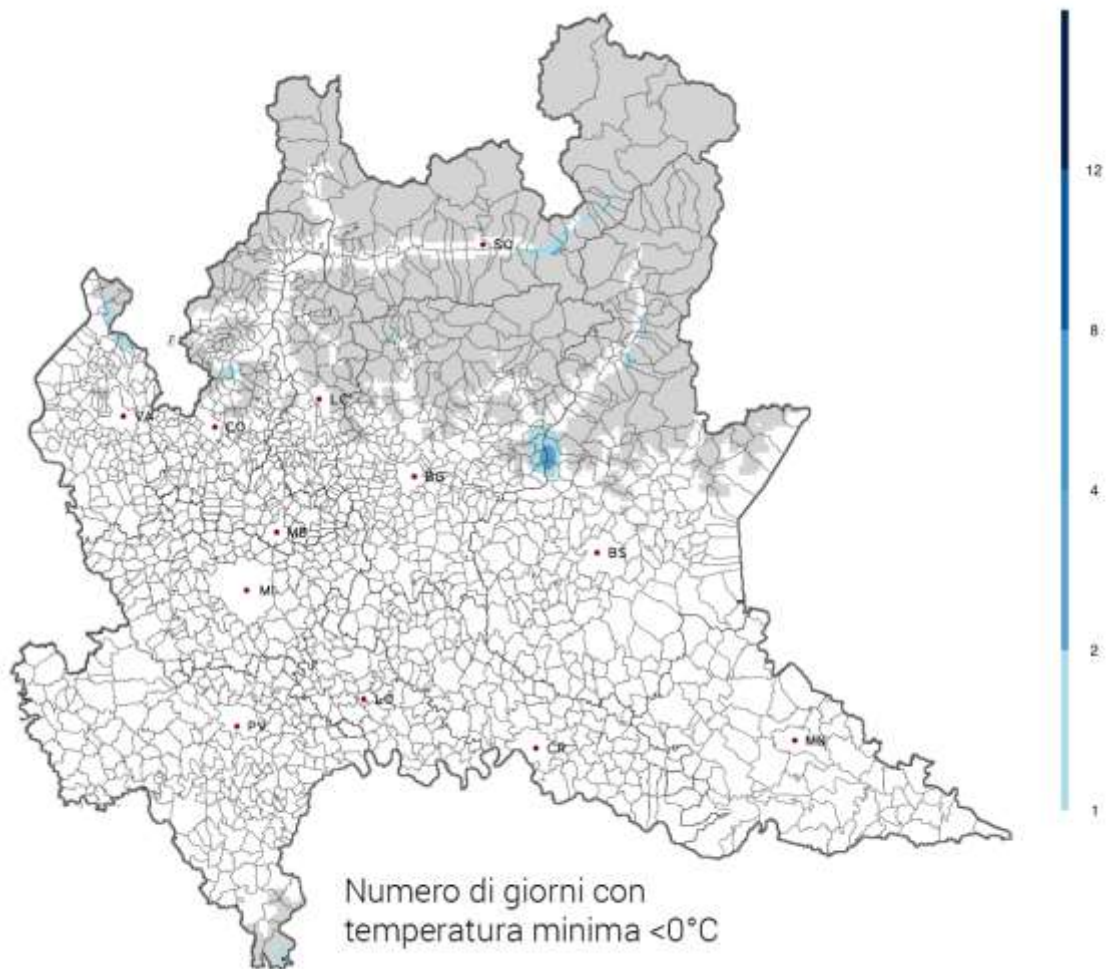 12
SO
8
VA
LC
CO
BG
4
MB
BS
MI
2
LO
PV
MN
CR
1
Numero di giorni con
temperatura minima <0°C